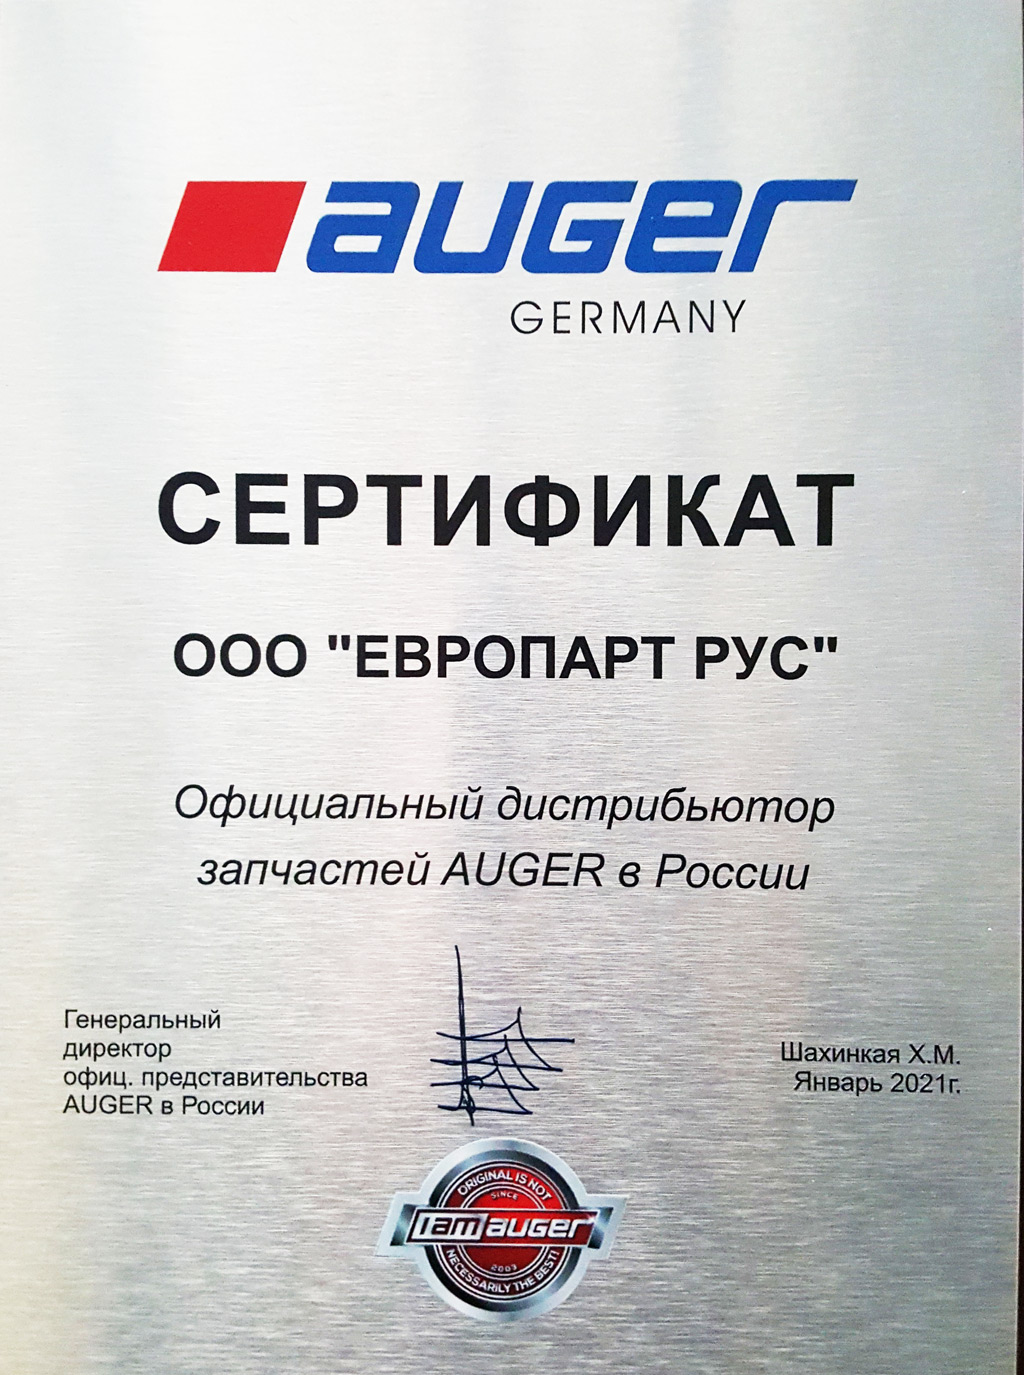 auger
GERMANY
СЕРТИФИКАТ
ООО "ЕВРОПАРТ РУС"
Официальный дистрибьютор
запчастей AUGER в России
Генеральный
директор
офиц. представительства
AUGER в России
Шахинкая Х.М.
Январь 2021г.
ORIGINAL IS NOT
SINCE
I am auger
2003
NECESSARILY THE BEST!